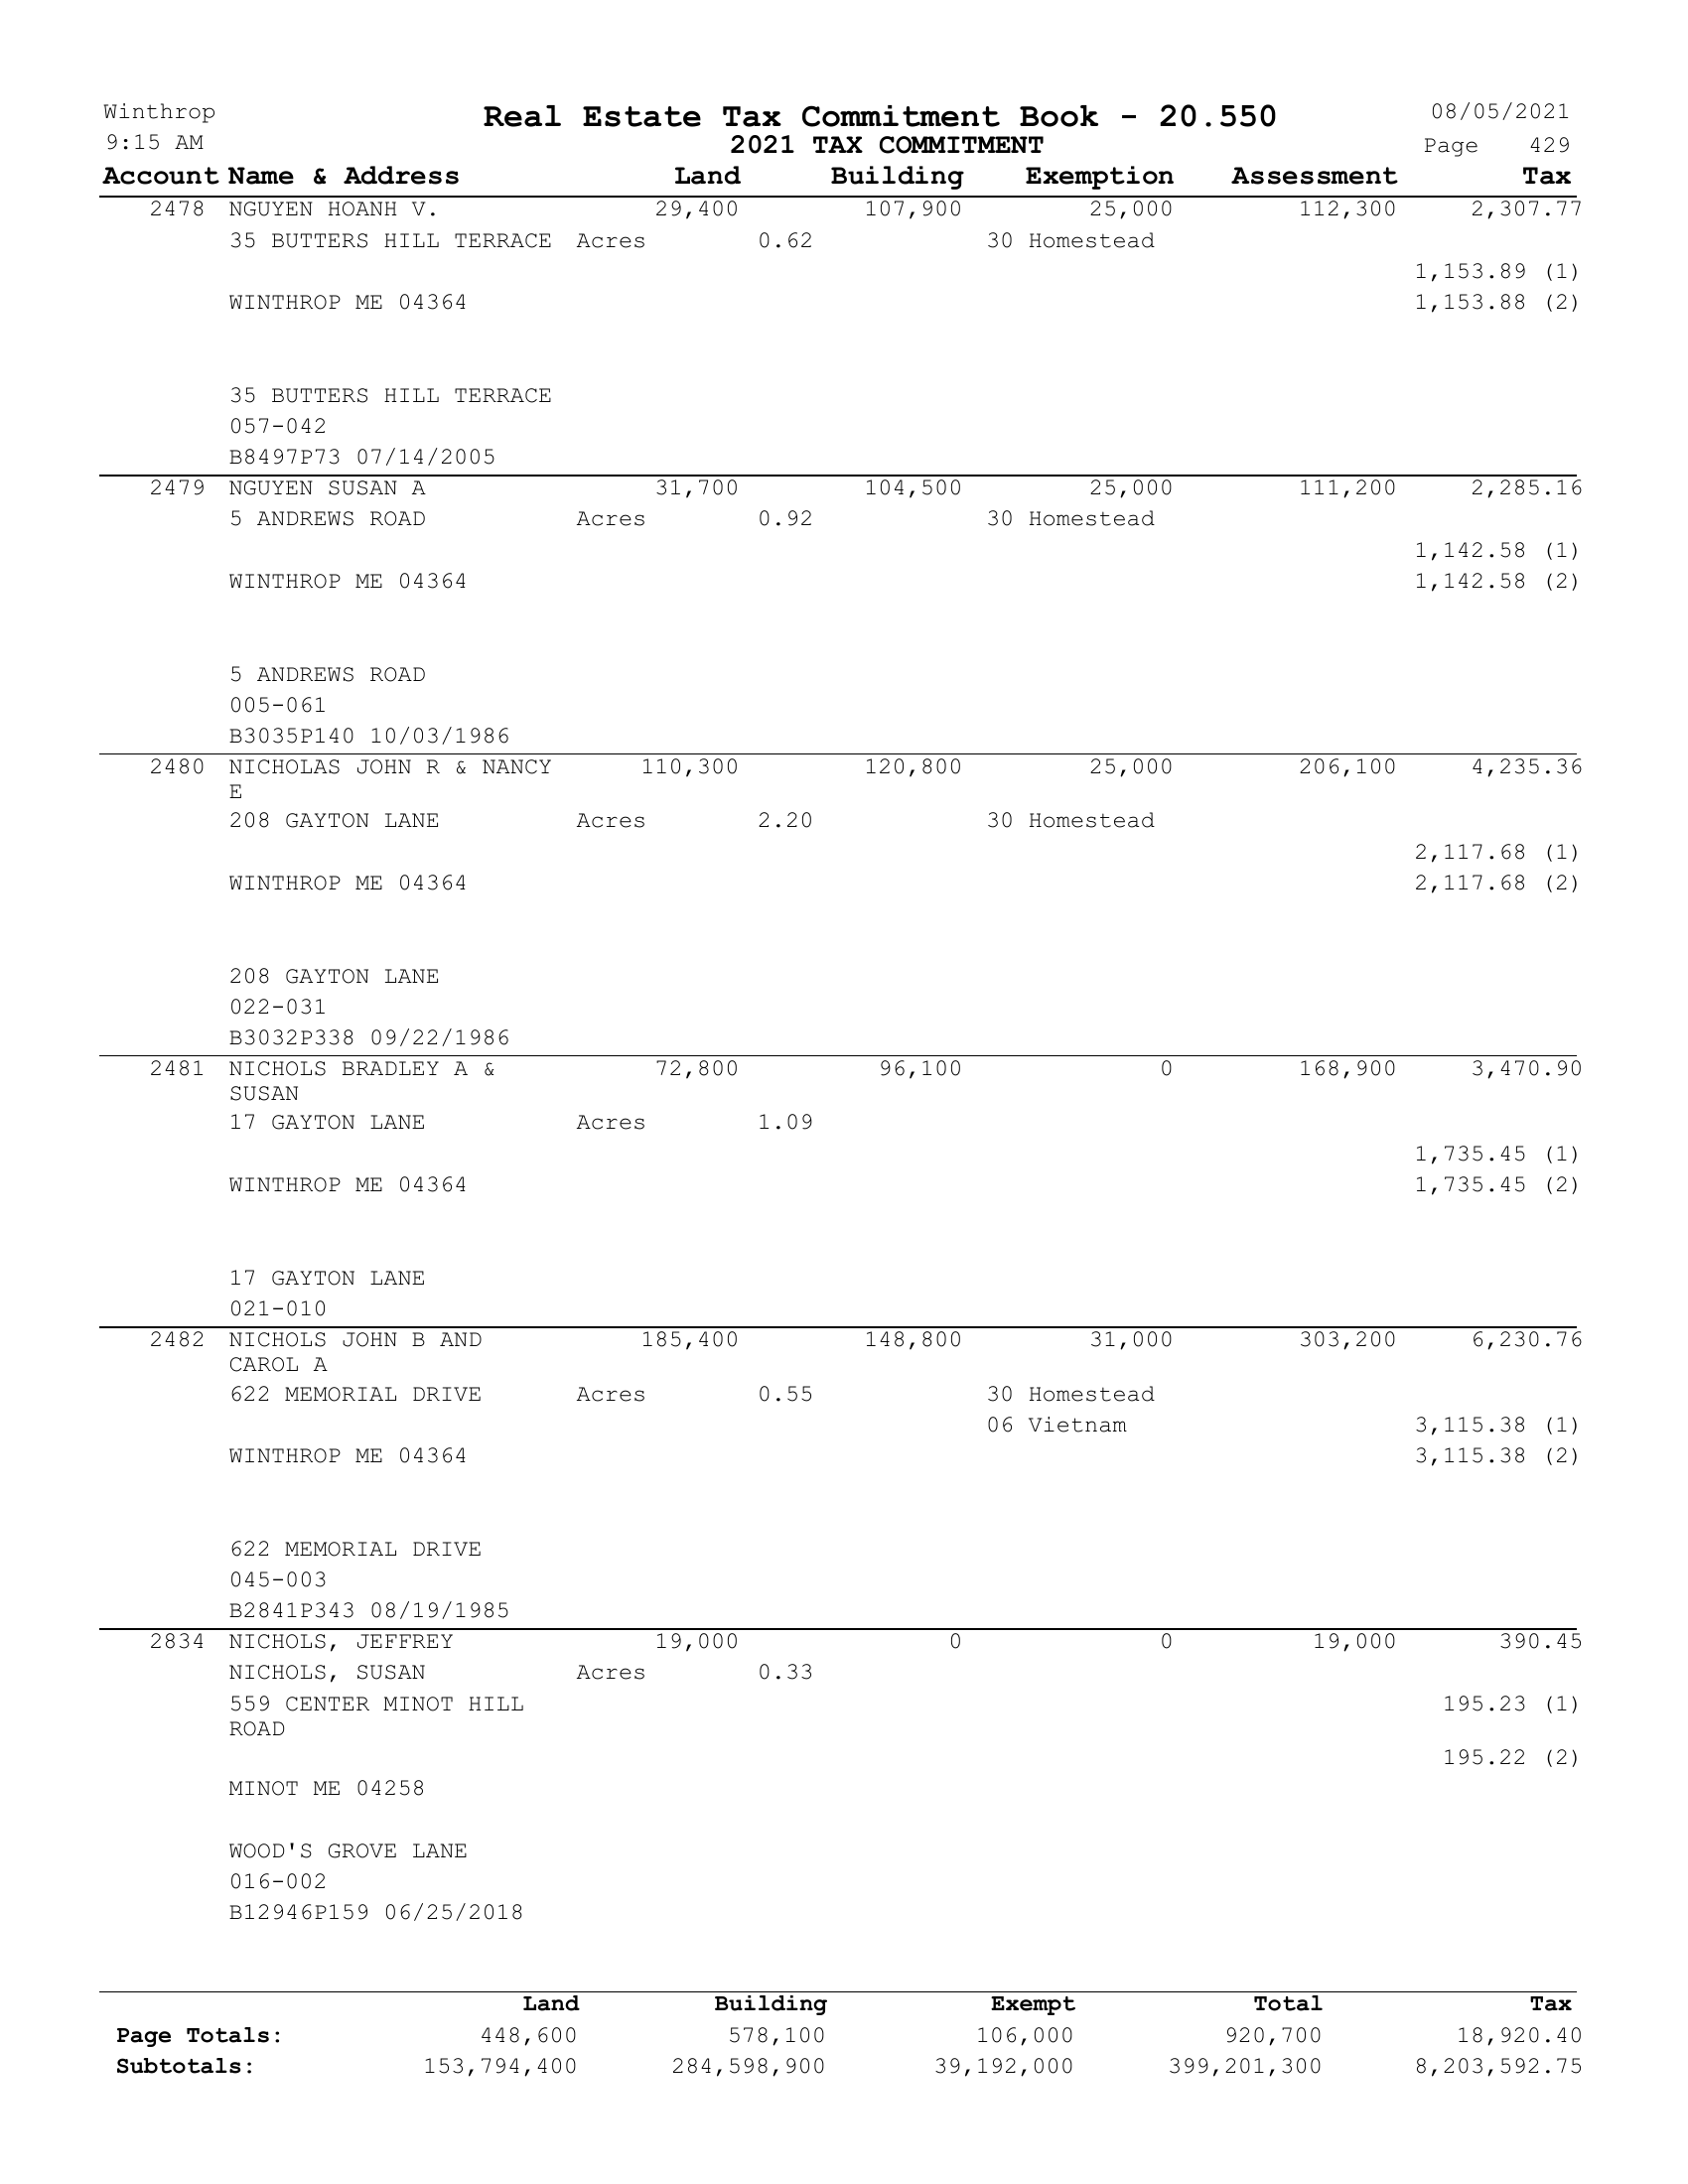 Winthrop Real Estate Tax Commitment Book - 20.550 08/05/2021
9:15 AM 2021 TAX COMMITMENT Page 429
Account Name & Address Land Building Exemption Assessment Tax
2478 NGUYEN HOANH V. 29,400 107,900 25,000 112,300 2,307.77
35 BUTTERS HILL TERRACE Acres 0.62 30 Homestead
1,153.89 (1)
WINTHROP ME 04364 1,153.88 (2)
35 BUTTERS HILL TERRACE
057-042
B8497P73 07/14/2005
2479 NGUYEN SUSAN A 31,700 104,500 25,000 111,200 2,285.16
5 ANDREWS ROAD Acres 0.92 30 Homestead
1,142.58 (1)
WINTHROP ME 04364 1,142.58 (2)
5 ANDREWS ROAD
005-061
B3035P140 10/03/1986
2480 NICHOLAS JOHN R & NANCY 110,300 120,800 25,000 206,100 4,235.36
E
208 GAYTON LANE Acres 2.20 30 Homestead
2,117.68 (1)
WINTHROP ME 04364 2,117.68 (2)
208 GAYTON LANE
022-031
B3032P338 09/22/1986
2481 NICHOLS BRADLEY A & 72,800 96,100 0 168,900 3,470.90
SUSAN
17 GAYTON LANE Acres 1.09
1,735.45 (1)
WINTHROP ME 04364 1,735.45 (2)
17 GAYTON LANE
021-010
2482 NICHOLS JOHN B AND 185,400 148,800 31,000 303,200 6,230.76
CAROL A
622 MEMORIAL DRIVE Acres 0.55 30 Homestead
06 Vietnam 3,115.38 (1)
WINTHROP ME 04364 3,115.38 (2)
622 MEMORIAL DRIVE
045-003
B2841P343 08/19/1985
2834 NICHOLS, JEFFREY 19,000 0 0 19,000 390.45
NICHOLS, SUSAN Acres 0.33
559 CENTER MINOT HILL 195.23 (1)
ROAD
195.22 (2)
MINOT ME 04258
WOOD'S GROVE LANE
016-002
B12946P159 06/25/2018
Land Building Exempt Total Tax
Page Totals: 448,600 578,100 106,000 920,700 18,920.40
Subtotals: 153,794,400 284,598,900 39,192,000 399,201,300 8,203,592.75